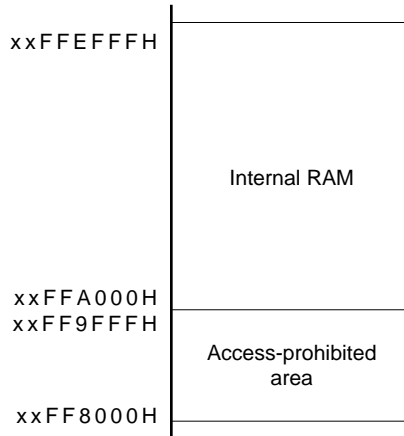 xxFFEFFFH
Internal RAM
xxFFA000H
xxFF9FFFH
Access-prohibited
area
xxFF8000H